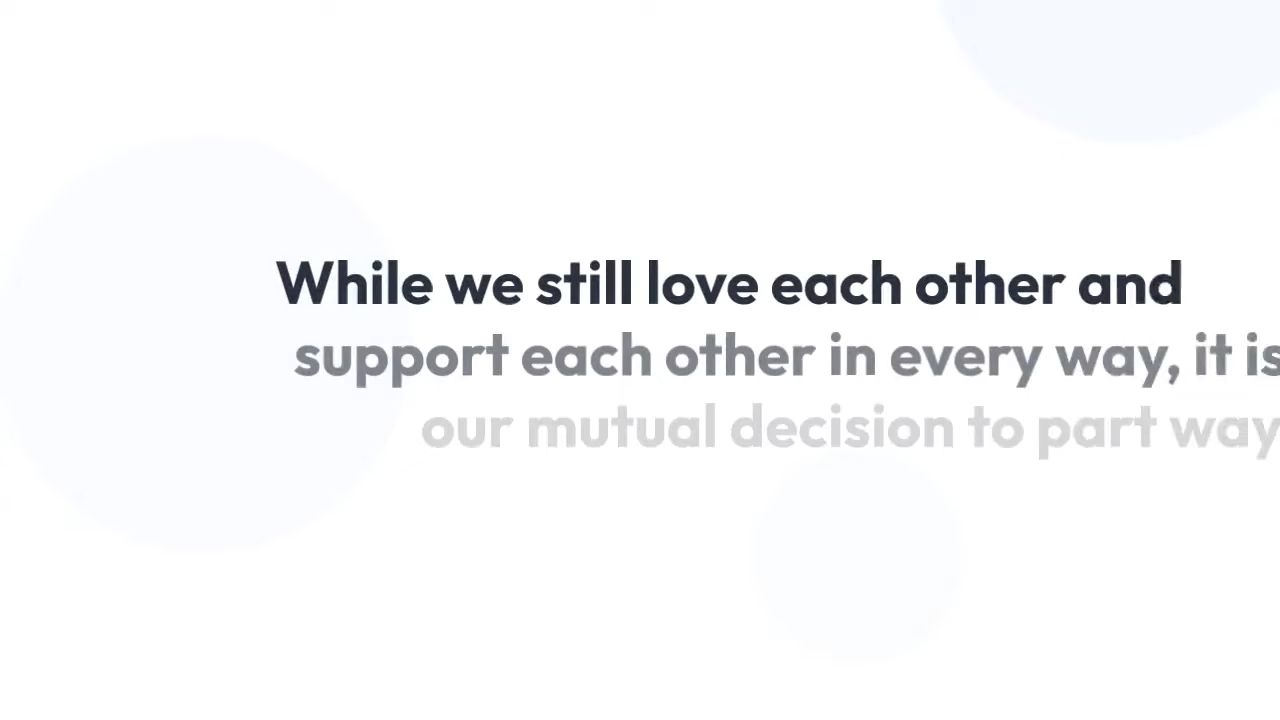 While we still love each other and
support each other in every way, it is
our mutual decision to part way